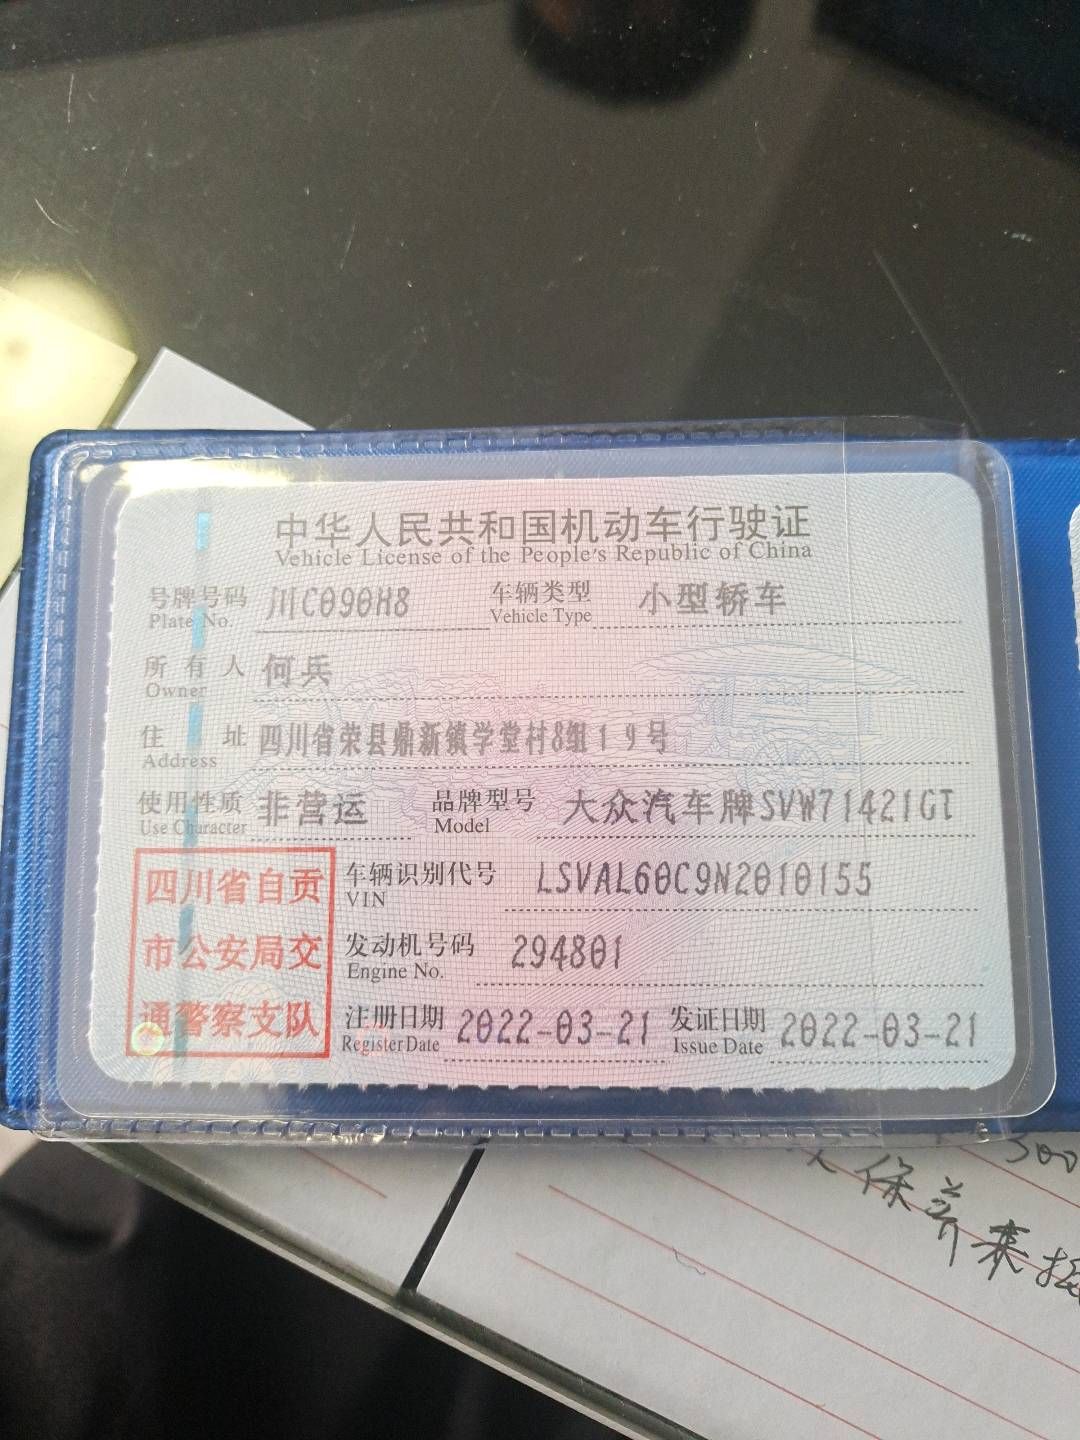 中华人民共和国机动车行驶证
Vehicle License of the People's Republic of China
号牌号码 川C090H8 车辆类型 小型轿车
Plate No. Vehicle Type
所有人 何兵
Owner
住址 四川省荣县鼎新镇学堂村8组19号
Address
使用性质 非营运 品牌型号 大众汽车牌SVW71421GT
Use Character Model
四川省自贡
市公安局交
通警察支队
车辆识别代号 LSVAL60C9N2010155
VIN
发动机号码 294801
Engine No.
注册日期 2022-03-21 发证日期 2022-03-21
Register Date Issue Date
300
保养来